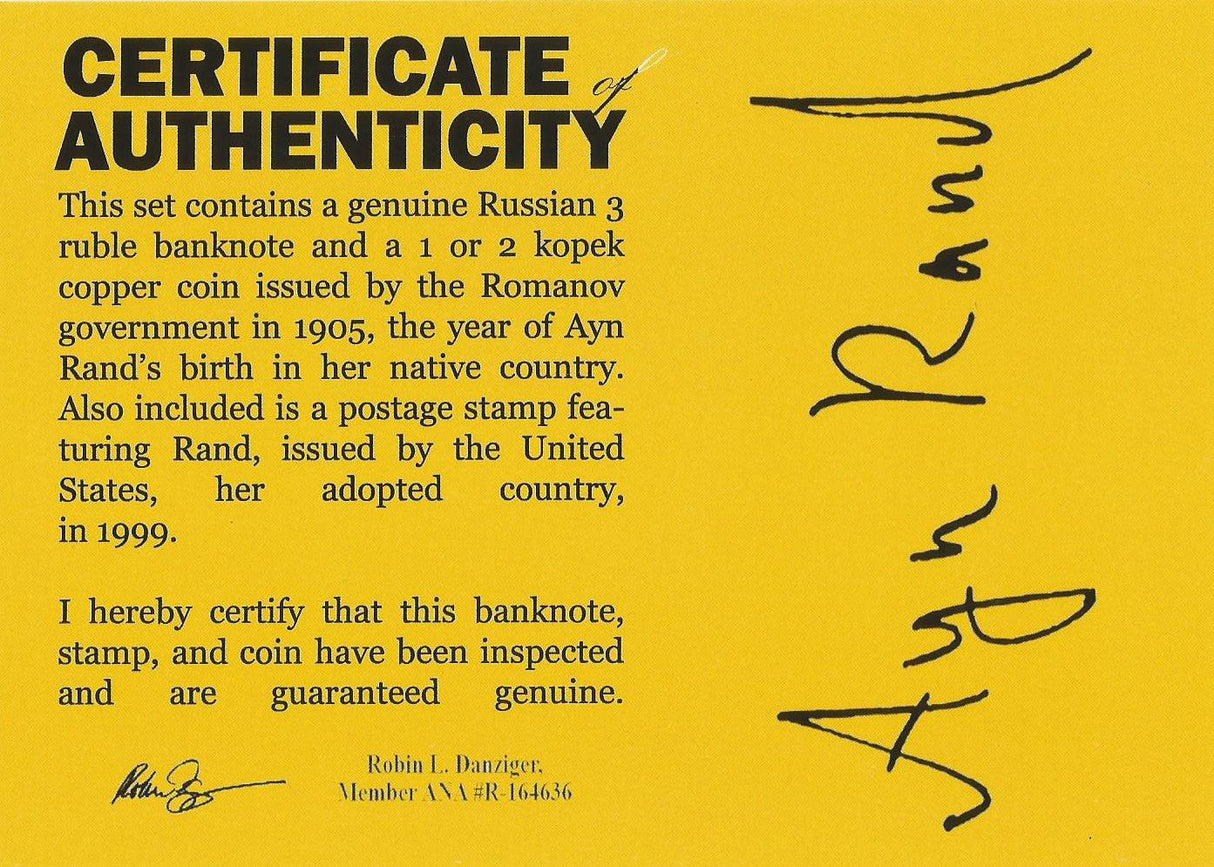 CERTIFICATE of
AUTHENTICITY
This set contains a genuine Russian 3
ruble banknote and a 1 or 2 kopek
copper coin issued by the Romanov
government in 1905, the year of Ayn
Rand’s birth in her native country.
Also included is a postage stamp fea-
turing Rand, issued by the United
States, her adopted country,
in 1999.
I hereby certify that this banknote,
stamp, and coin have been inspected
and are guaranteed genuine.
Robin L. Danziger,
Member ANA #R-164636
Ayn Rand